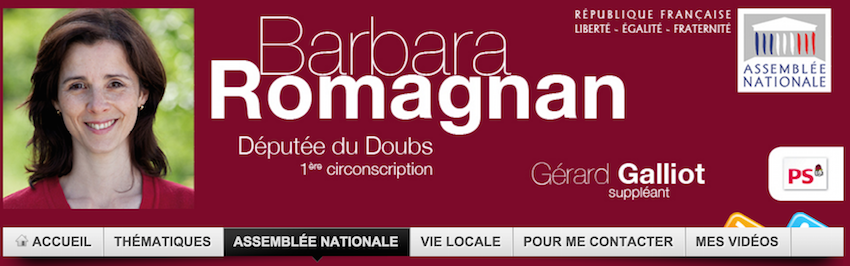 RÉPUBLIQUE FRANÇAISE
LIBERTÉ - ÉGALITÉ - FRATERNITÉ
ASSEMBLÉE
NATIONALE
Barbara
Romagnan
Députée du Doubs
1ère circonscription
Gérard Galliot
suppléant
PS
ACCUEIL
THÉMATIQUES
ASSEMBLÉE NATIONALE
VIE LOCALE
POUR ME CONTACTER
MES VIDÉOS